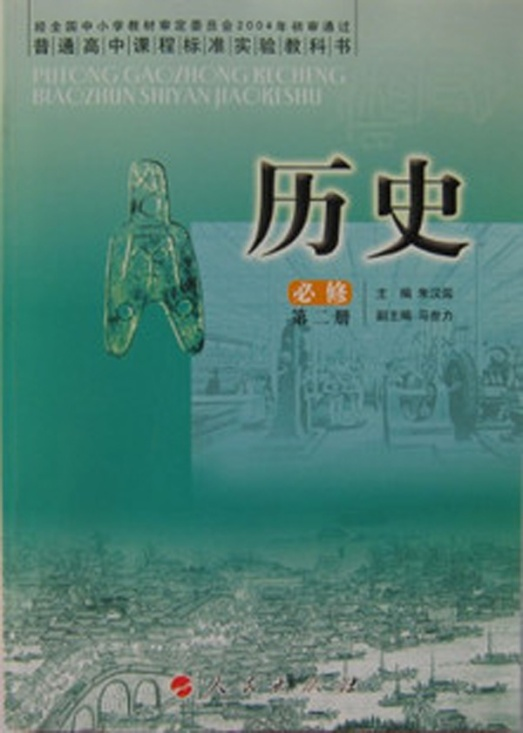 经全国中小学教材审定委员会2004年初审通过
普通高中课程标准实验教科书
PUTONG GAOZHONG KECHENG
BIAOZHUN SHIYAN JIAOKESHU
历史
必修
第二册
主 编 朱汉国
副主编 马世力
人民出版社